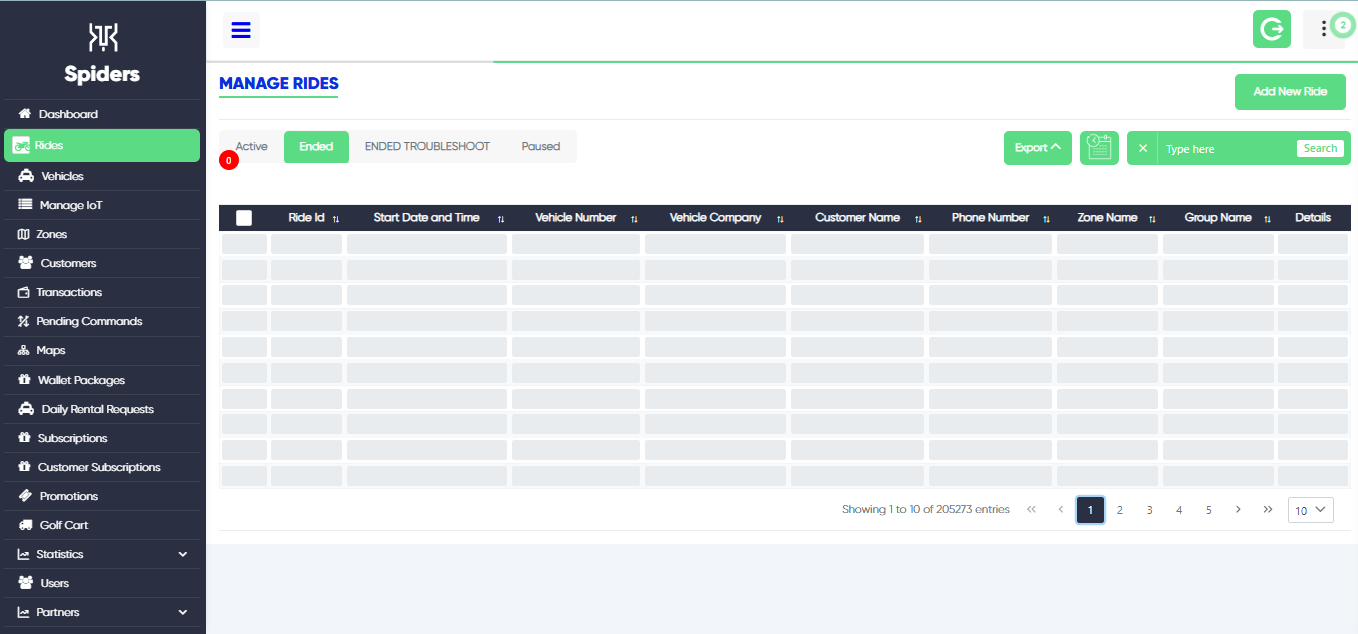 Spiders
Dashboard
Rides
Vehicles
Manage IoT
Zones
Customers
Transactions
Pending Commands
Maps
Wallet Packages
Daily Rental Requests
Subscriptions
Customer Subscriptions
Promotions
Golf Cart
Statistics
Users
Partners
2
MANAGE RIDES
Add New Ride
Active Ended ENDED TROUBLESHOOT Paused
0
Export Type here Search
Ride Id Start Date and Time Vehicle Number Vehicle Company Customer Name Phone Number Zone Name Group Name Details
Showing 1 to 10 of 205273 entries 1 2 3 4 5 10